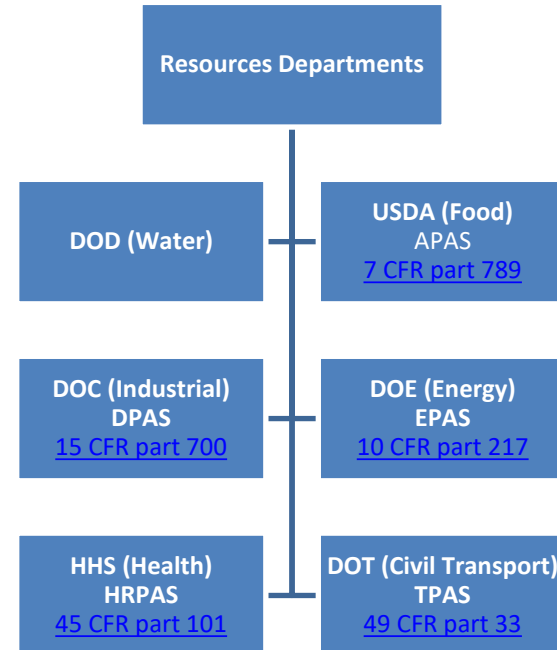 Resources Departments
DOD (Water)
USDA (Food)
APAS
7 CFR part 789
DOC (Industrial)
DPAS
15 CFR part 700
DOE (Energy)
EPAS
10 CFR part 217
HHS (Health)
HRPAS
45 CFR part 101
DOT (Civil Transport)
TPAS
49 CFR part 33